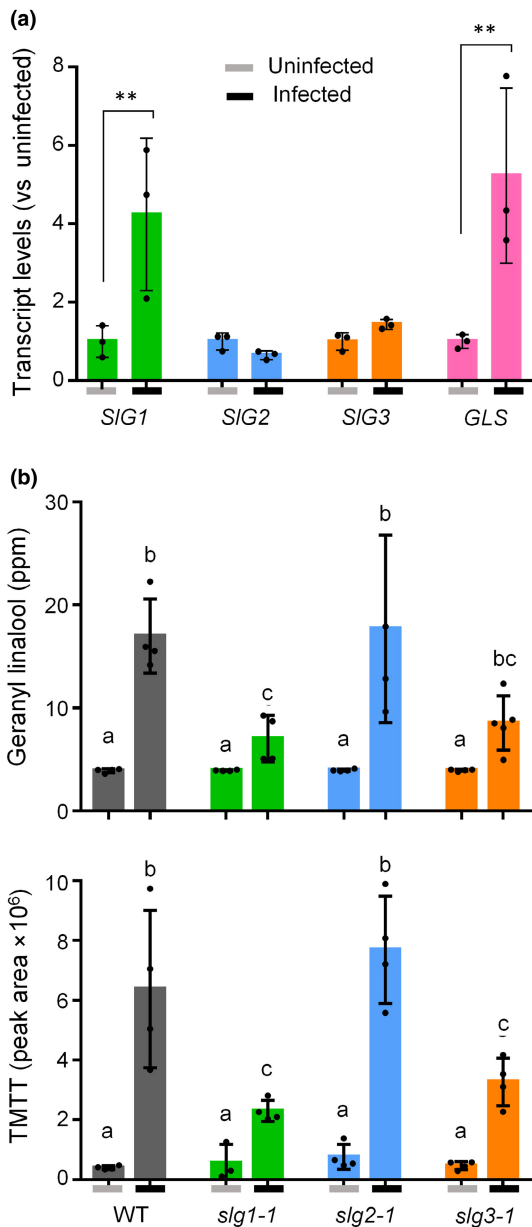 (a)
Transcript levels (vs uninfected)
8
6
4
2
0
Uninfected
Infected
**
**
SlG1
SlG2
SlG3
GLS
(b)
Geranyl linalool (ppm)
30
20
10
0
a
b
a
c
a
b
a
bc
TMTT (peak area ×10⁶)
10
8
6
4
2
0
a
b
a
c
a
b
a
c
WT
slg1-1
slg2-1
slg3-1